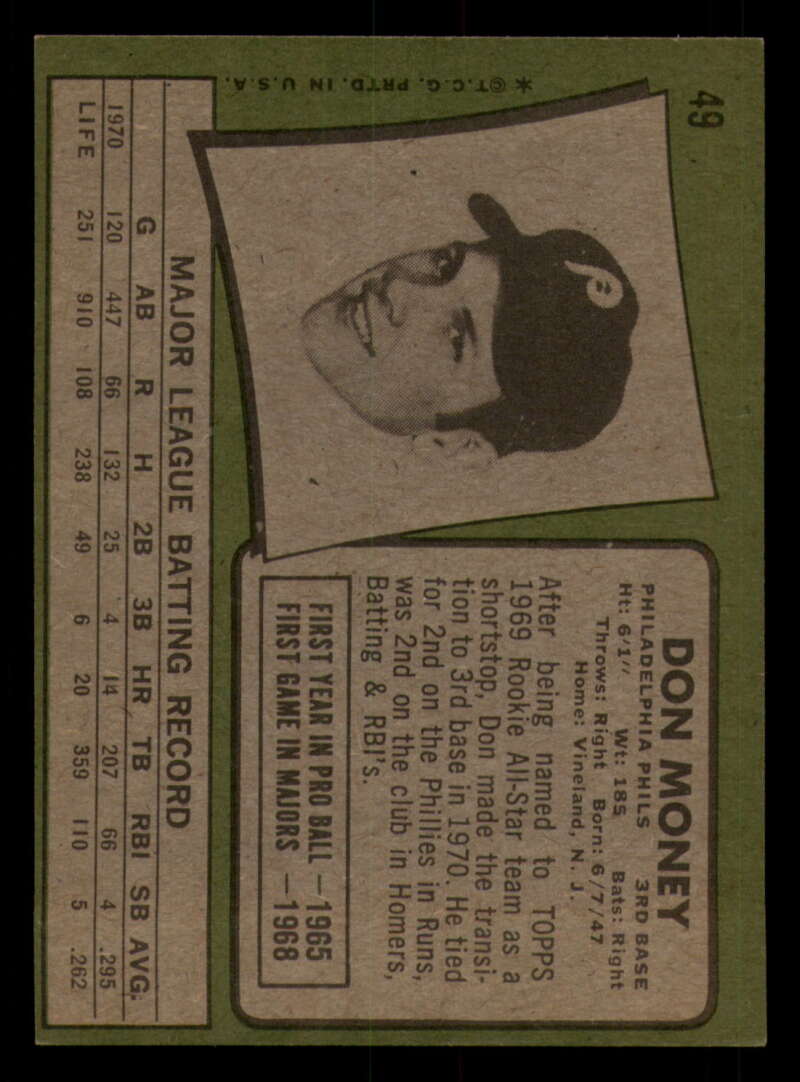 49
DON MONEY
PHILADELPHIA PHILS 3RD BASE
Ht: 6'1" Wt: 185 Bats: Right
Throws: Right Born: 6/7/47
Home: Vineland, N. J.
After being named to TOPPS
1969 Rookie All-Star team as a
shortstop, Don made the transi-
tion to 3rd base in 1970. He tied
for 2nd on the Phillies in Runs,
was 2nd on the club in Homers,
Batting & RBI's.
FIRST YEAR IN PRO BALL —1965
FIRST GAME IN MAJORS —1968
P
*©T.C.G. PRTD. IN U.S.A.
MAJOR LEAGUE BATTING RECORD
G AB R H 2B 3B HR TB RBI SB AVG.
1970 120 447 66 132 25 4 14 207 66 4 .295
LIFE 251 910 108 238 49 6 20 359 110 5 .262